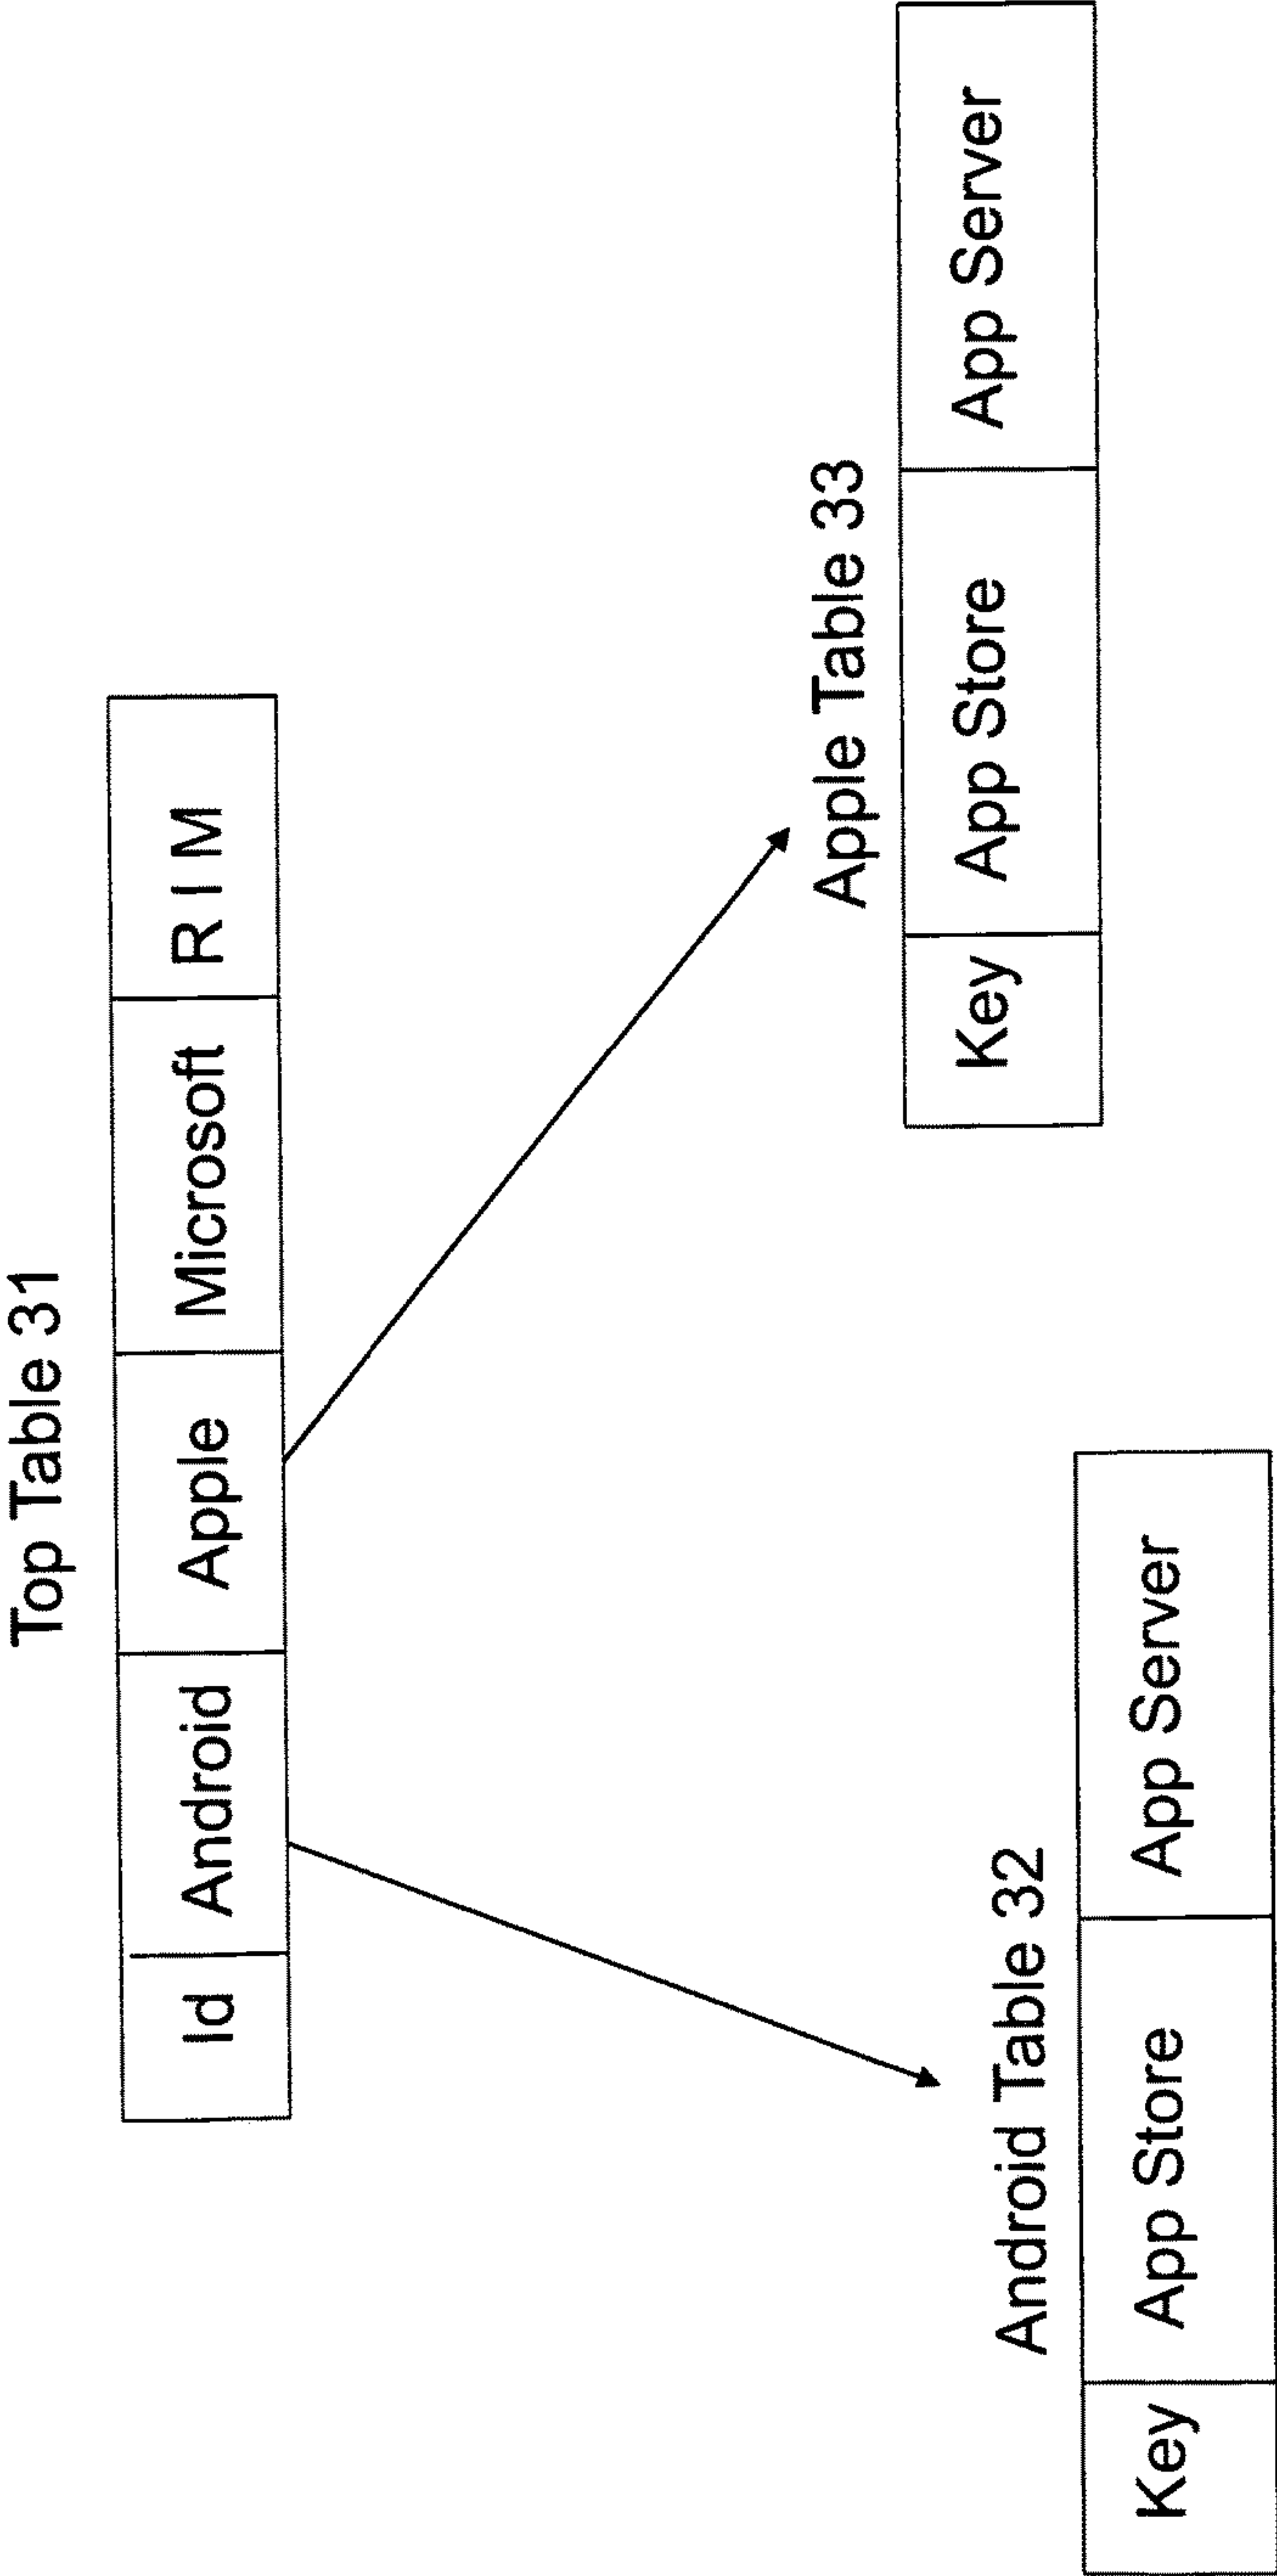 Top Table 31
Id Android Apple Microsoft R I M
Apple Table 33
Key App Store App Server
Android Table 32
Key App Store App Server